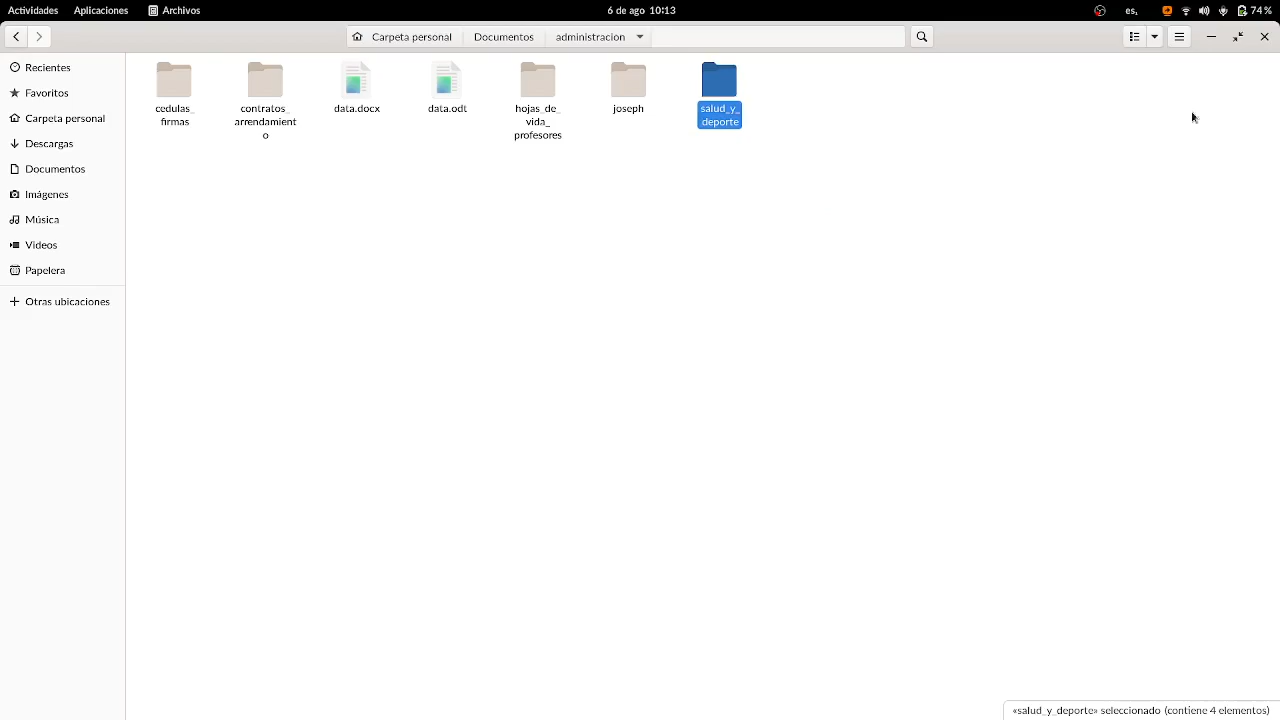 Actividades Aplicaciones Archivos 6 de ago 10:13 es₁ 74 %
Carpeta personal Documentos administracion
Recientes
Favoritos
Carpeta personal
Descargas
Documentos
Imágenes
Música
Videos
Papelera
Otras ubicaciones
cedulas_
firmas
contratos_
arrendament
o
data.docx
data.odt
hojas_de_
vida_
profesores
joseph
salud_y_
deporte
«salud_y_deporte» seleccionado (contiene 4 elementos)